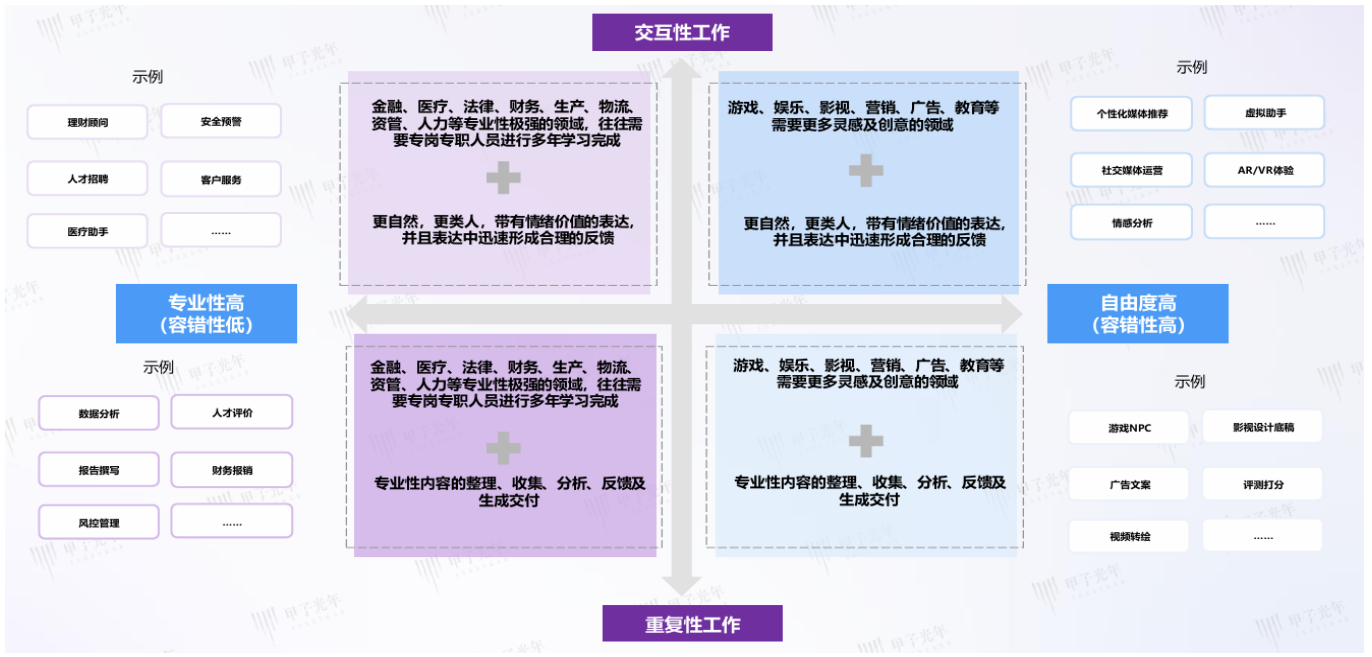 交互性工作
示例
理财顾问
安全预警
人才招聘
客户服务
医疗助手
......
金融、医疗、法律、财务、生产、物流、
资管、人力等专业性极强的领域，往往需
要专岗专职人员进行多年学习完成
更自然，更类人，带有情绪价值的表达，
并且表达中迅速形成合理的反馈
游戏、娱乐、影视、营销、广告、教育等
需要更多灵感及创意的领域
更自然，更类人，带有情绪价值的表达，
并且表达中迅速形成合理的反馈
示例
个性化媒体推荐
虚拟助手
社交媒体运营
AR/VR体验
情感分析
......
专业性高
（容错性低）
自由度高
（容错性高）
示例
数据分析
人才评价
报告撰写
财务报销
风控管理
......
金融、医疗、法律、财务、生产、物流、
资管、人力等专业性极强的领域，往往需
要专岗专职人员进行多年学习完成
专业性内容的整理、收集、分析、反馈及
生成交付
游戏、娱乐、影视、营销、广告、教育等
需要更多灵感及创意的领域
专业性内容的整理、收集、分析、反馈及
生成交付
示例
游戏NPC
影视设计底稿
广告文案
评测打分
视频转绘
......
重复性工作
甲子光年